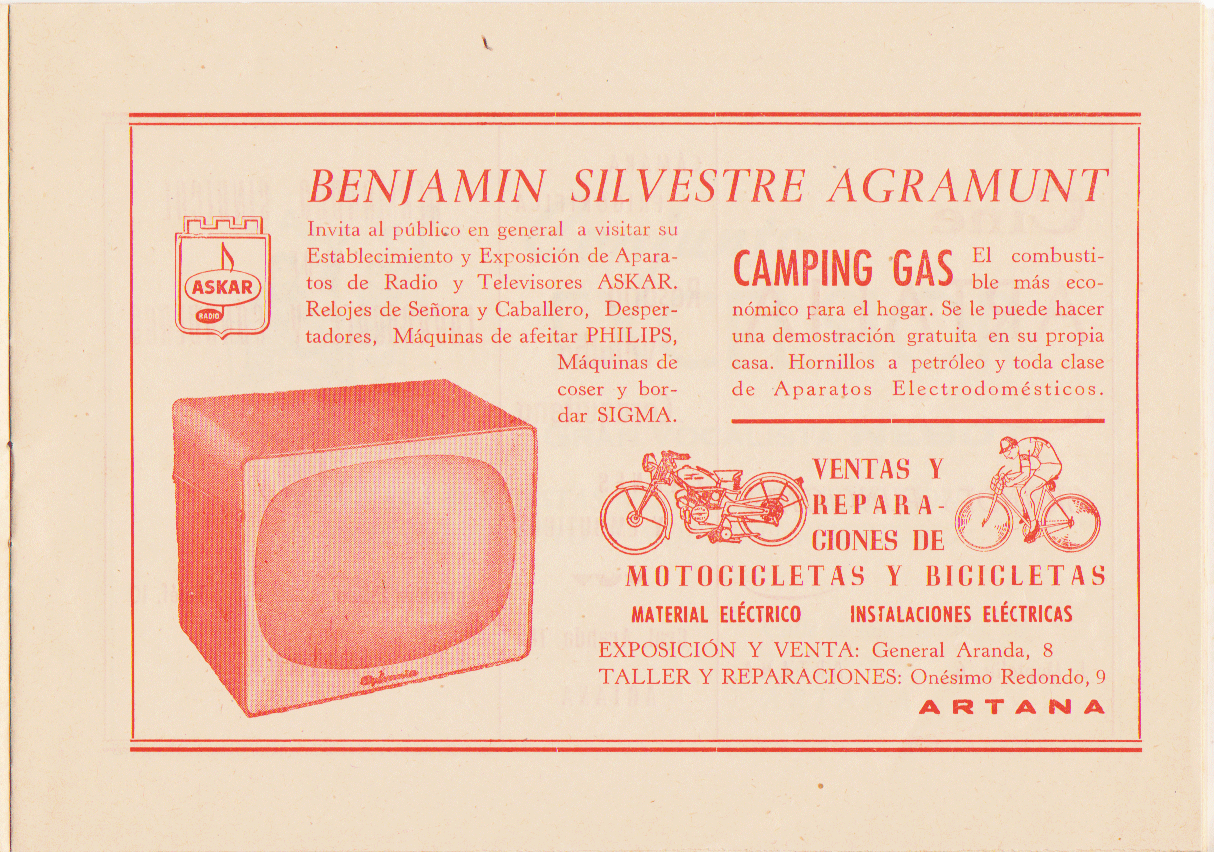 BENJAMIN SILVESTRE AGRAMUNT
ASKAR
RADIO
Invita al público en general a visitar su
Establecimiento y Exposición de Apara-
tos de Radio y Televisores ASKAR.
Relojes de Señora y Caballero, Desper-
tadores, Máquinas de afeitar PHILIPS,
Máquinas de
coser y bor-
dar SIGMA.
CAMPING GAS El combusti-
ble más eco-
nómico para el hogar. Se le puede hacer
una demostración gratuita en su propia
casa. Hornillos a petróleo y toda clase
de Aparatos Electrodomésticos.
VENTAS Y
REPARA-
CIONES DE
MOTOCICLETAS Y BICICLETAS
MATERIAL ELÉCTRICO INSTALACIONES ELÉCTRICAS
EXPOSICIÓN Y VENTA: General Aranda, 8
TALLER Y REPARACIONES: Onésimo Redondo, 9
ARTANA